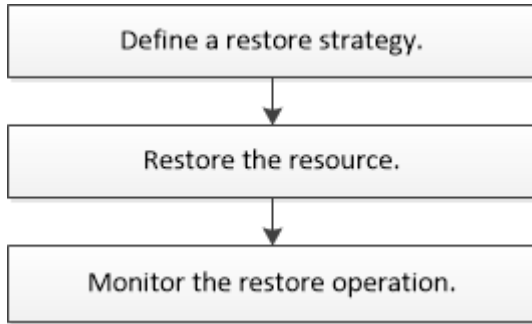 Define a restore strategy.
Restore the resource.
Monitor the restore operation.